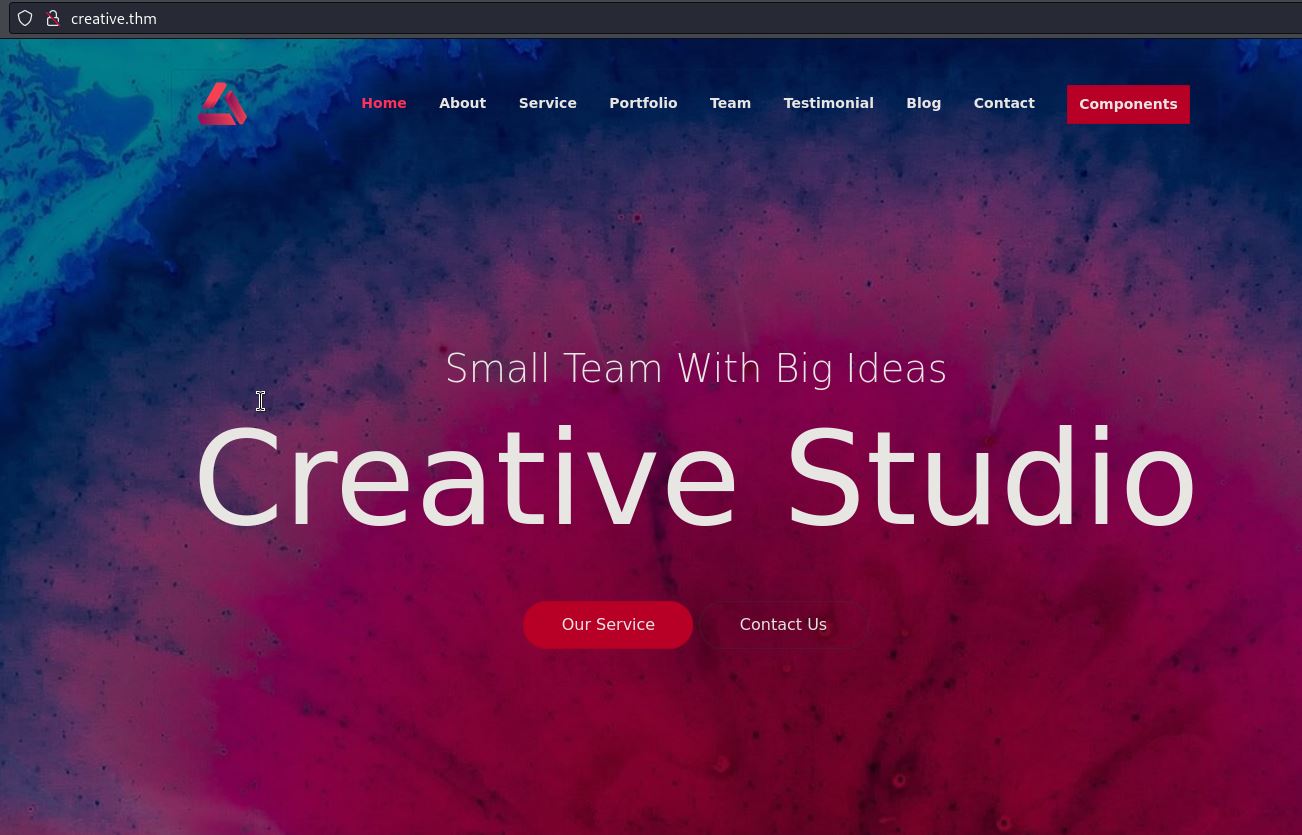 creative.thm
Home About Service Portfolio Team Testimonial Blog Contact Components
Small Team With Big Ideas
Creative Studio
Our Service Contact Us